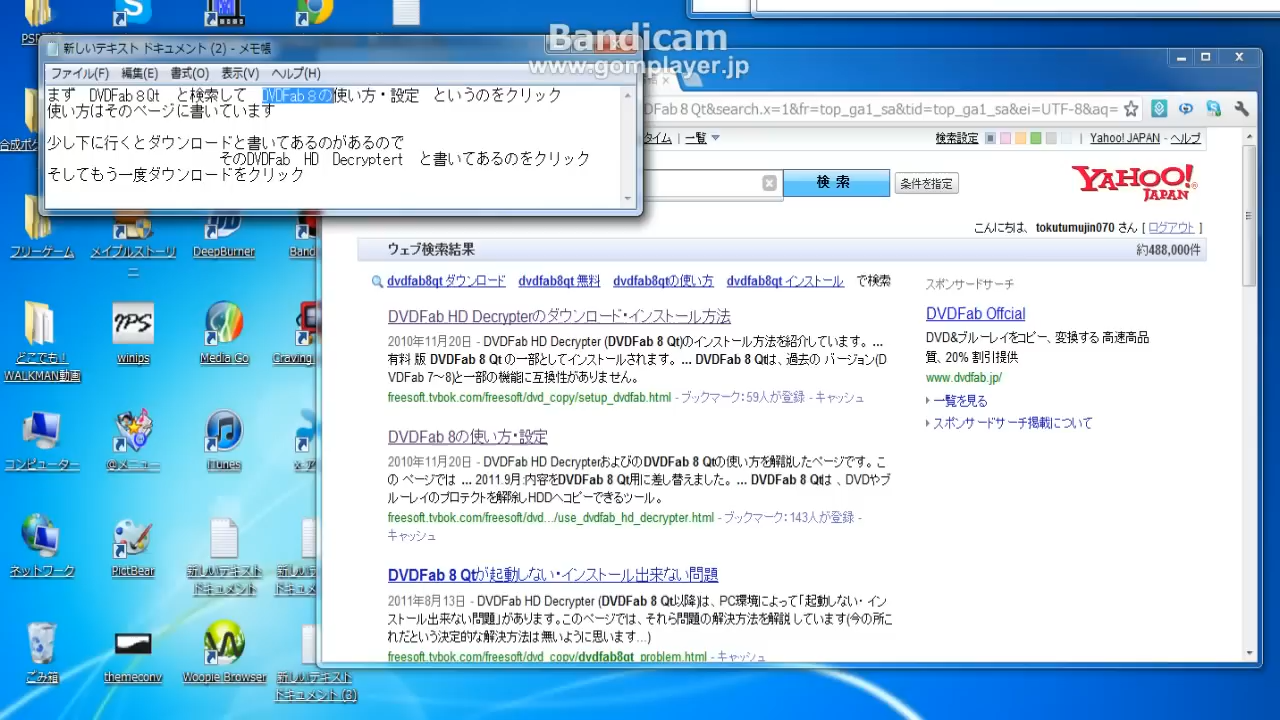 Bandicam
www.gomplayer.jp
新しいテキスト ドキュメント (2) - メモ帳
ファイル(F) 編集(E) 書式(O) 表示(V) ヘルプ(H)
まず DVDFab８Qt と検索して DVDFab８の使い方・設定 というのをクリック
使い方はそのページに書いています
少し下に行くとダウンロードと書いてあるのがあるので
そのDVDFab HD Decryptert と書いてあるのをクリック
そしてもう一度ダウンロードをクリック
DFab８Qt&search.x=1&fr=top_ga1_sa&tid=top_ga1_sa&ei=UTF-8&aq=
タイム | 一覧
検索設定
Yahoo! JAPAN - ヘルプ
検索
条件を指定
YAHOO!
JAPAN
こんにちは、tokutumujin070 さん [ ログアウト ]
ウェブ検索結果
約488,000件
dvdfab8qt ダウンロード dvdfab8qt 無料 dvdfab8qtの使い方 dvdfab8qt インストール で検索
DVDFab HD Decrypterのダウンロード・インストール方法
2010年11月20日 - DVDFab HD Decrypter (DVDFab 8 Qt)のインストール方法を紹介しています。 ...
有料 版 DVDFab 8 Qt の一部としてインストールされます。 ... DVDFab 8 Qtは、過去の バージョン(D
VDFab 7～8)と一部の機能に互換性がありません。
freesoft.tvbok.com/freesoft/dvd_copy/setup_dvdfab.html - ブックマーク：59人が登録 - キャッシュ
DVDFab 8の使い方・設定
2010年11月20日 - DVDFab HD DecrypterおよびのDVDFab 8 Qtの使い方を解説したページです。 こ
の ページでは ... 2011.9月:内容をDVDFab 8 Qt用に差し替えました。 ... DVDFab 8 Qtは 、DVDやブ
ルーレイのプロテクトを解除しHDDへコピーできるツール。
freesoft.tvbok.com/freesoft/dvd.../use_dvdfab_hd_decrypter.html - ブックマーク：143人が登録 -
キャッシュ
DVDFab 8 Qtが起動しない・インストール出来ない問題
2011年8月13日 - DVDFab HD Decrypter (DVDFab 8 Qt以降)は、PC環境によって「起動しない・ イン
ストール出来ない問題」があります。このページでは、それら問題の解決方法を解説 しています(今の所こ
れだという決定的な解決方法は無いように思います...)
freesoft.tvbok.com/freesoft/dvd_copy/dvdfab8qt_problem.html - キャッシュ
スポンサードサーチ
DVDFab Offcial
DVD&ブルーレイをコピー、変換する 高速高品
質、20% 割引提供
www.dvdfab.jp/
一覧を見る
スポンサードサーチ掲載について
フリーゲーム
メイプルストーリ
DeepBurner
どこでも！
WALKMAN動画
IPS
winips
Media Go
Craving
コンピューター
@メニュー
iTunes
ネットワーク
PictBear
新しいテキスト
ドキュメント
ごみ箱
themeconv
Woopie Browser
新しいテキスト
ドキュメント (3)